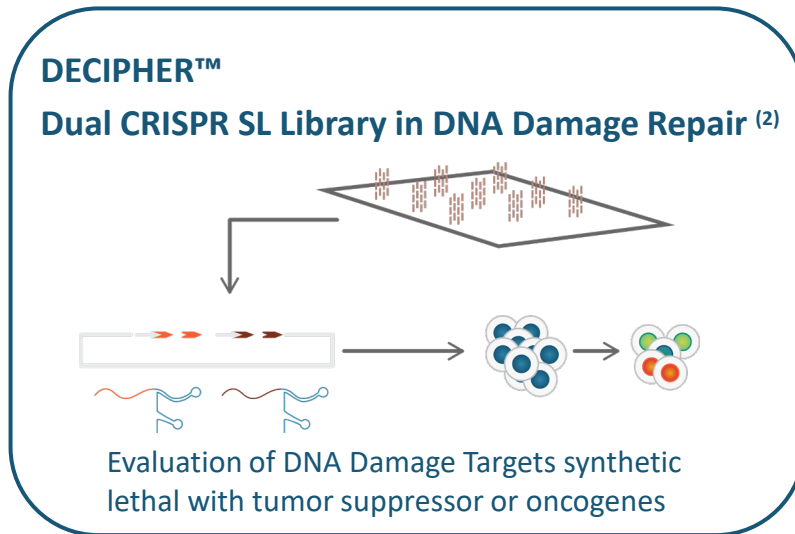 DECIPHER™
Dual CRISPR SL Library in DNA Damage Repair (2)
Evaluation of DNA Damage Targets synthetic
lethal with tumor suppressor or oncogenes